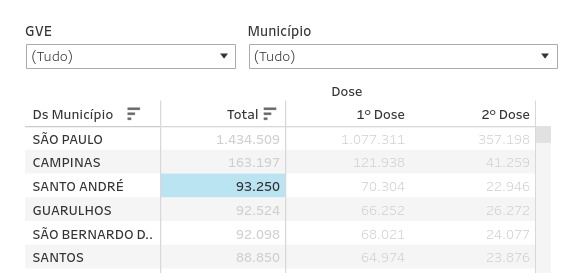 GVE Município
(Tudo) (Tudo)
Dose
Ds Município Total 1º Dose 2º Dose
SÃO PAULO 1.434.509 1.077.311 357.198
CAMPINAS 163.197 121.938 41.259
SANTO ANDRÉ 93.250 70.304 22.946
GUARULHOS 92.524 66.252 26.272
SÃO BERNARDO D.. 92.098 68.021 24.077
SANTOS 88.850 64.974 23.876